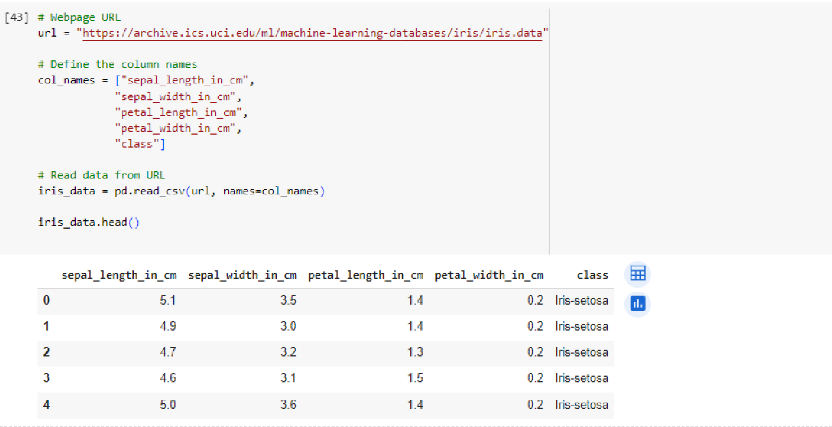 [43] # Webpage URL
url = "https://archive.ics.uci.edu/ml/machine-learning-databases/iris/iris.data"
# Define the column names
col_names = ["sepal_length_in_cm",
"sepal_width_in_cm",
"petal_length_in_cm",
"petal_width_in_cm",
"class"]
# Read data from URL
iris_data = pd.read_csv(url, names=col_names)
iris_data.head()
sepal_length_in_cm sepal_width_in_cm petal_length_in_cm petal_width_in_cm class
0 5.1 3.5 1.4 0.2 Iris-setosa
1 4.9 3.0 1.4 0.2 Iris-setosa
2 4.7 3.2 1.3 0.2 Iris-setosa
3 4.6 3.1 1.5 0.2 Iris-setosa
4 5.0 3.6 1.4 0.2 Iris-setosa